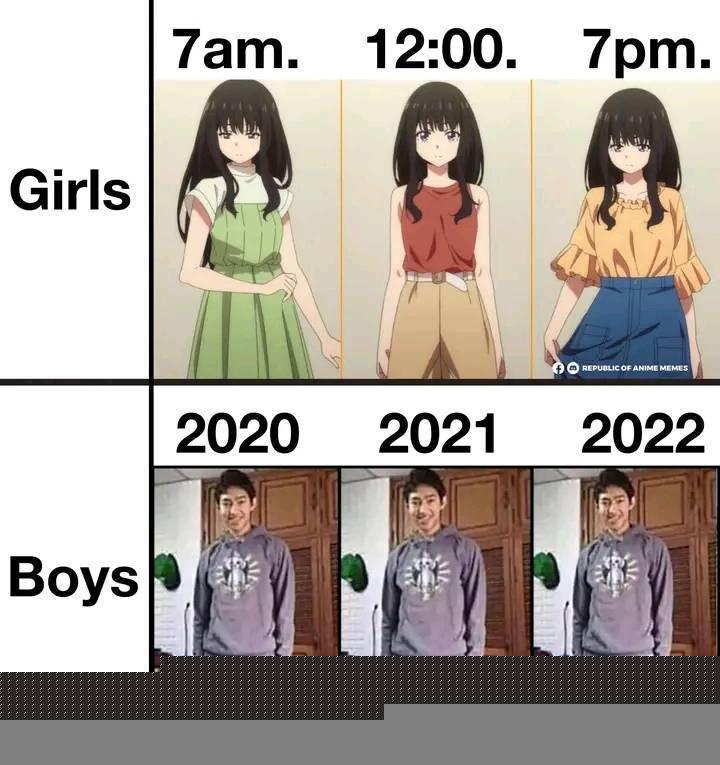 7am. 12:00. 7pm.
Girls
REPUBLIC OF ANIME MEMES
2020 2021 2022
Boys